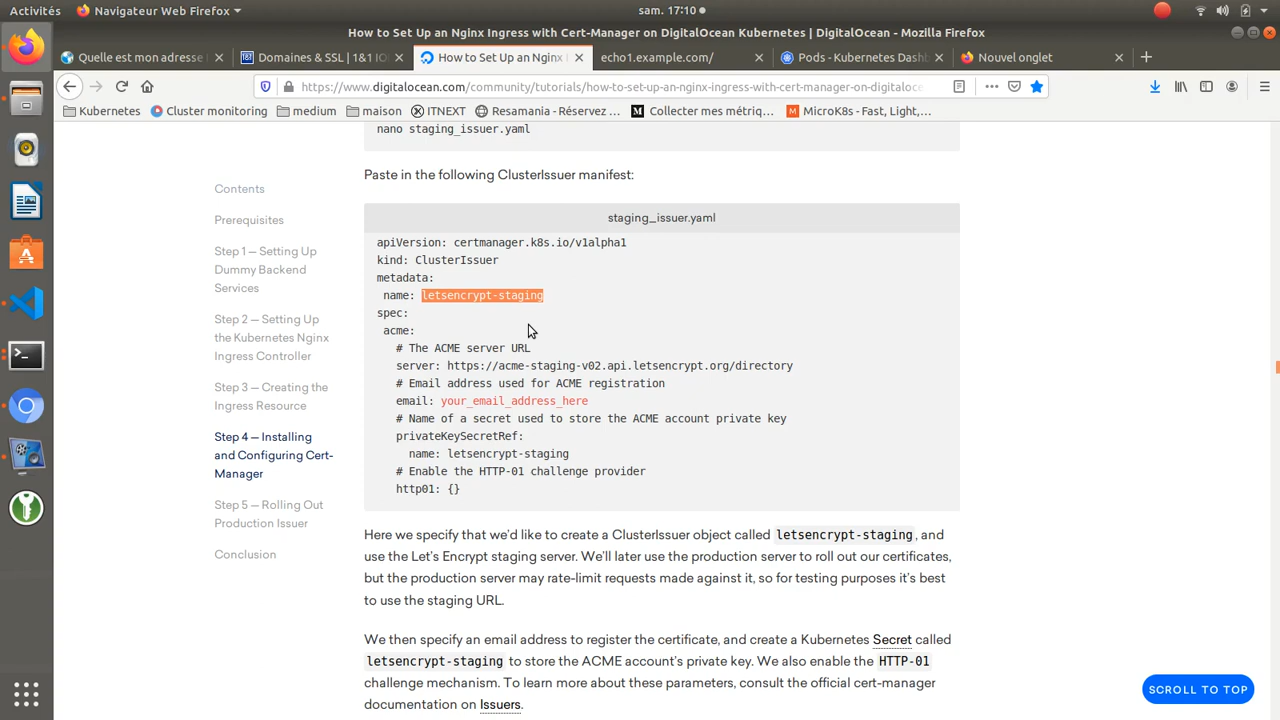 Activités
Navigateur Web Firefox
sam. 17:10
How to Set Up an Nginx Ingress with Cert-Manager on DigitalOcean Kubernetes | DigitalOcean - Mozilla Firefox
Quelle est mon adresse
Domaines & SSL | 1&1 IO
How to Set Up an Nginx I
echo1.example.com/
Pods - Kubernetes Dashb
Nouvel onglet
https://www.digitalocean.com/community/tutorials/how-to-set-up-an-nginx-ingress-with-cert-manager-on-digitaloce
Kubernetes
Cluster monitoring
medium
maison
ITNEXT
Resamania - Réservez ...
Collecter mes métriq...
MicroK8s - Fast, Light,...
nano staging_issuer.yaml
Paste in the following ClusterIssuer manifest:
staging_issuer.yaml
apiVersion: certmanager.k8s.io/v1alpha1
kind: ClusterIssuer
metadata:
name: letsencrypt-staging
spec:
acme:
# The ACME server URL
server: https://acme-staging-v02.api.letsencrypt.org/directory
# Email address used for ACME registration
email: your_email_address_here
# Name of a secret used to store the ACME account private key
privateKeySecretRef:
name: letsencrypt-staging
# Enable the HTTP-01 challenge provider
http01: {}
Contents
Prerequisites
Step 1 — Setting Up
Dummy Backend
Services
Step 2 — Setting Up
the Kubernetes Nginx
Ingress Controller
Step 3 — Creating the
Ingress Resource
Step 4 — Installing
and Configuring Cert-
Manager
Step 5 — Rolling Out
Production Issuer
Conclusion
Here we specify that we'd like to create a ClusterIssuer object called letsencrypt-staging, and
use the Let's Encrypt staging server. We'll later use the production server to roll out our certificates,
but the production server may rate-limit requests made against it, so for testing purposes it's best
to use the staging URL.
We then specify an email address to register the certificate, and create a Kubernetes Secret called
letsencrypt-staging to store the ACME account's private key. We also enable the HTTP-01
challenge mechanism. To learn more about these parameters, consult the official cert-manager
documentation on Issuers.
SCROLL TO TOP